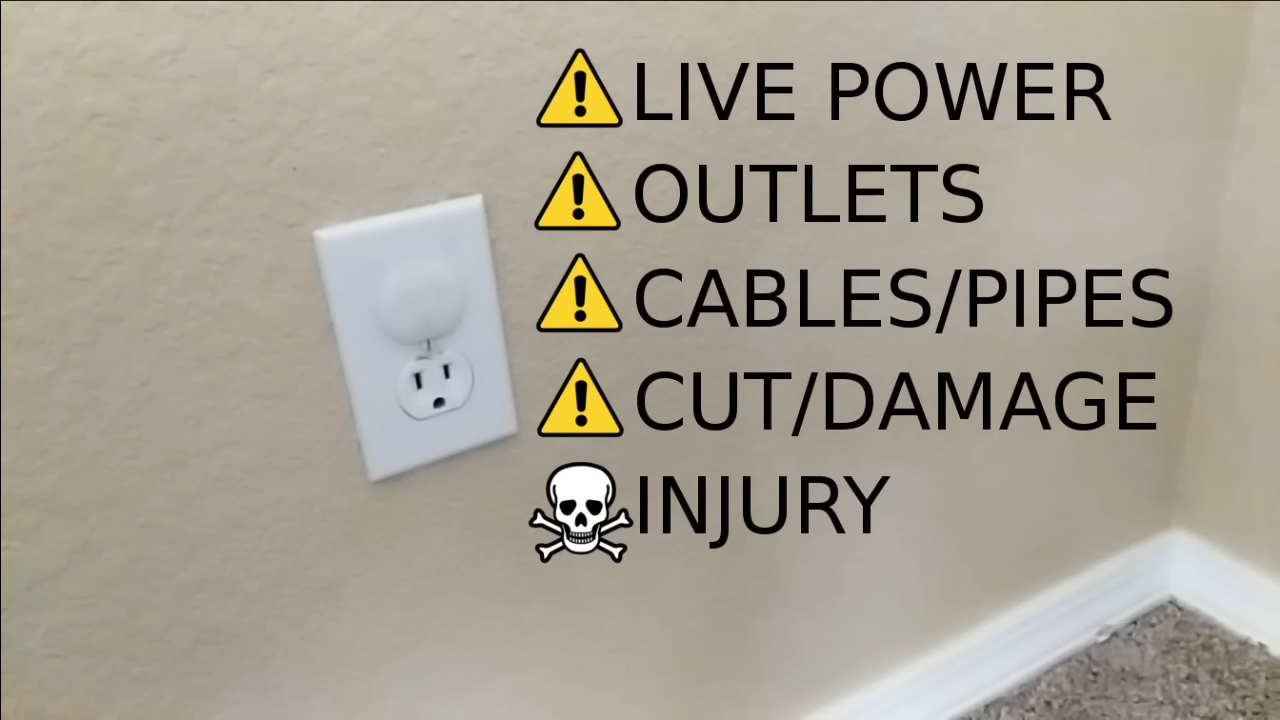 LIVE POWER
OUTLETS
CABLES/PIPES
CUT/DAMAGE
INJURY